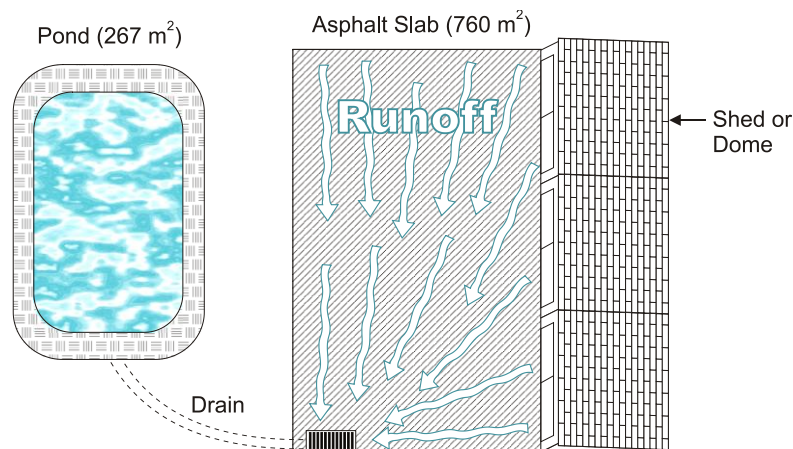 Pond (267 m²)
Asphalt Slab (760 m²)
Runoff
Shed or
Dome
Drain